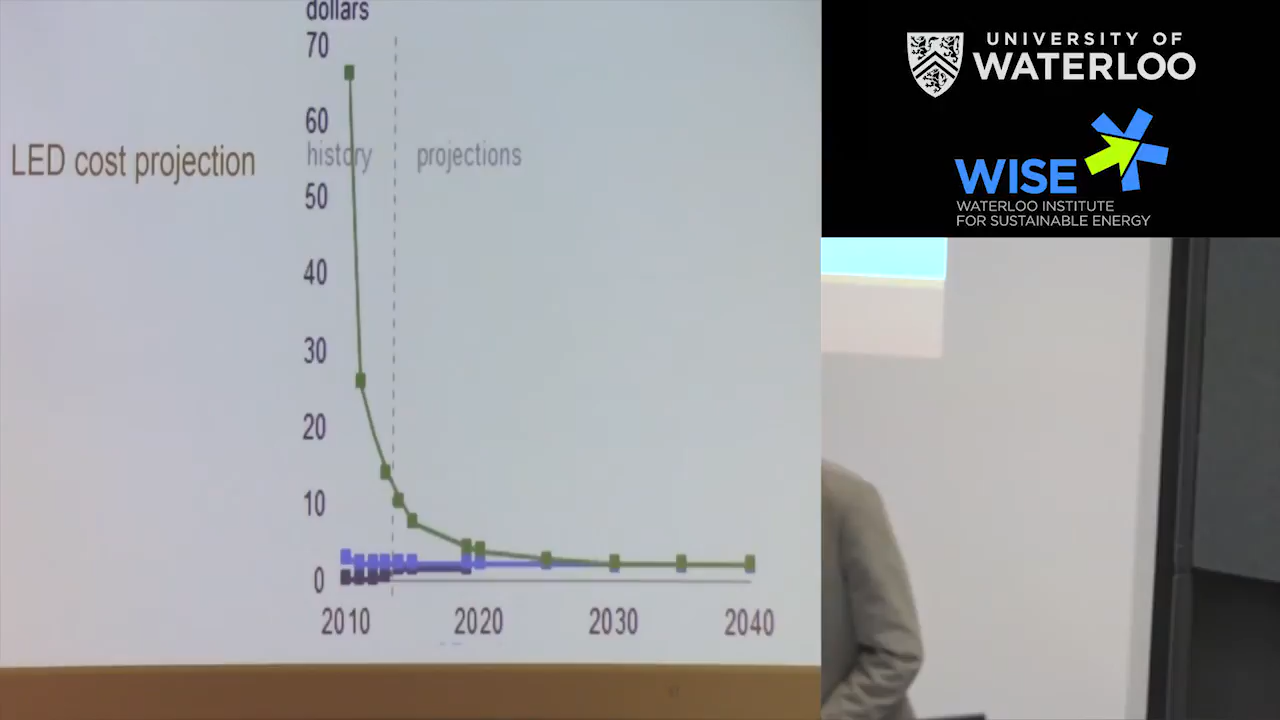 dollars
70
60
history projections
LED cost projection
50
40
30
20
10
0
2010 2020 2030 2040
UNIVERSITY OF
WATERLOO
WISE
WATERLOO INSTITUTE
FOR SUSTAINABLE ENERGY